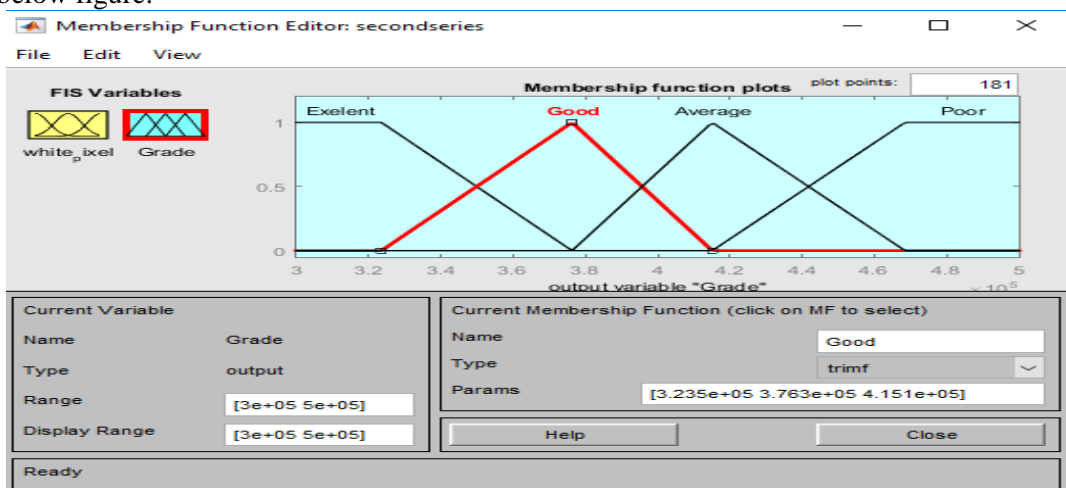 below figure.
Membership Function Editor: secondseries
File Edit View
FIS Variables
white_pixel Grade
Membership function plots plot points: 181
Exelent Good Average Poor
1
0.5
0
3 3.2 3.4 3.6 3.8 4 4.2 4.4 4.6 4.8 5
output variable "Grade" × 10^5
Current Variable
Name Grade
Type output
Range [3e+05 5e+05]
Display Range [3e+05 5e+05]
Current Membership Function (click on MF to select)
Name Good
Type trimf
Params [3.235e+05 3.763e+05 4.151e+05]
Help Close
Ready